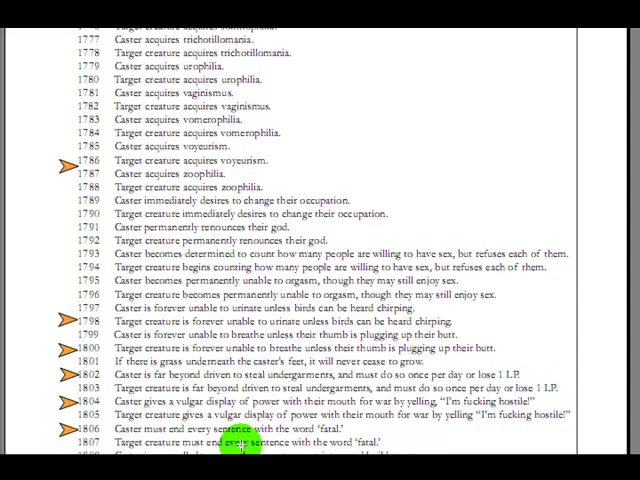 1777 Caster acquires trichotillomania.
1778 Target creature acquires trichotillomania.
1779 Caster acquires urophilia.
1780 Target creature acquires urophilia.
1781 Caster acquires vaginismus.
1782 Target creature acquires vaginismus.
1783 Caster acquires vomerophilia.
1784 Target creature acquires vomerophilia.
1785 Caster acquires voyeurism.
1786 Target creature acquires voyeurism.
1787 Caster acquires zoophilia.
1788 Target creature acquires zoophilia.
1789 Caster immediately desires to change their occupation.
1790 Target creature immediately desires to change their occupation.
1791 Caster permanently renounces their god.
1792 Target creature permanently renounces their god.
1793 Caster becomes determined to count how many people are willing to have sex, but refuses each of them.
1794 Target creature begins counting how many people are willing to have sex, but refuses each of them.
1795 Caster becomes permanently unable to orgasm, though they may still enjoy sex.
1796 Target creature becomes permanently unable to orgasm, though they may still enjoy sex.
1797 Caster is forever unable to urinate unless birds can be heard chirping.
1798 Target creature is forever unable to urinate unless birds can be heard chirping.
1799 Caster is forever unable to breathe unless their thumb is plugging up their butt.
1800 Target creature is forever unable to breathe unless their thumb is plugging up their butt.
1801 If there is grass underneath the caster's feet, it will never cease to grow.
1802 Caster is far beyond driven to steal undergarments, and must do so once per day or lose 1 LP.
1803 Target creature is far beyond driven to steal undergarments, and must do so once per day or lose 1 LP.
1804 Caster gives a vulgar display of power with their mouth for war by yelling, "I'm fucking hostile!"
1805 Target creature gives a vulgar display of power with their mouth for war by yelling "I'm fucking hostile!"
1806 Caster must end every sentence with the word 'fatal.'
1807 Target creature must end every sentence with the word 'fatal.'